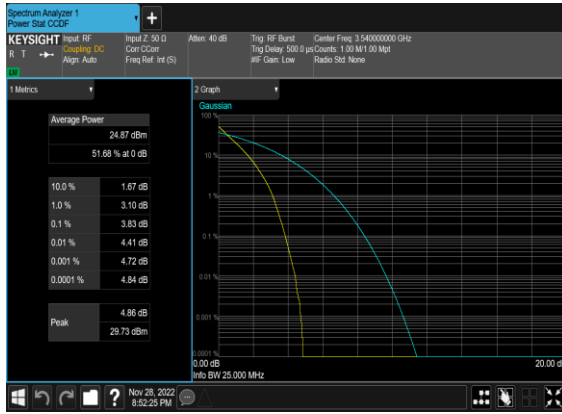 Spectrum Analyzer 1
Power Stat CCDF
+
KEYSIGHT
R T
LXI
Input: RF
Coupling: DC
Align: Auto
Input Z: 50 Ω
Corr CCorr
Freq Ref: Int (S)
Atten: 40 dB
Trig: RF Burst
Trig Delay: 500.0 µs
#IF Gain: Low
Center Freq: 3.540000000 GHz
Counts: 1.00 M/1.00 Mpt
Radio Std: None
1 Metrics
Average Power
24.87 dBm
51.68 % at 0 dB
10.0 % 1.67 dB
1.0 % 3.10 dB
0.1 % 3.83 dB
0.01 % 4.41 dB
0.001 % 4.72 dB
0.0001 % 4.84 dB
Peak
4.86 dB
29.73 dBm
2 Graph
Gaussian
100 %
10 %
1 %
0.1 %
0.01 %
0.001 %
0.0001 %
0.00 dB
20.00 d
Info BW 25.000 MHz
?
Nov 28, 2022
8:52:25 PM